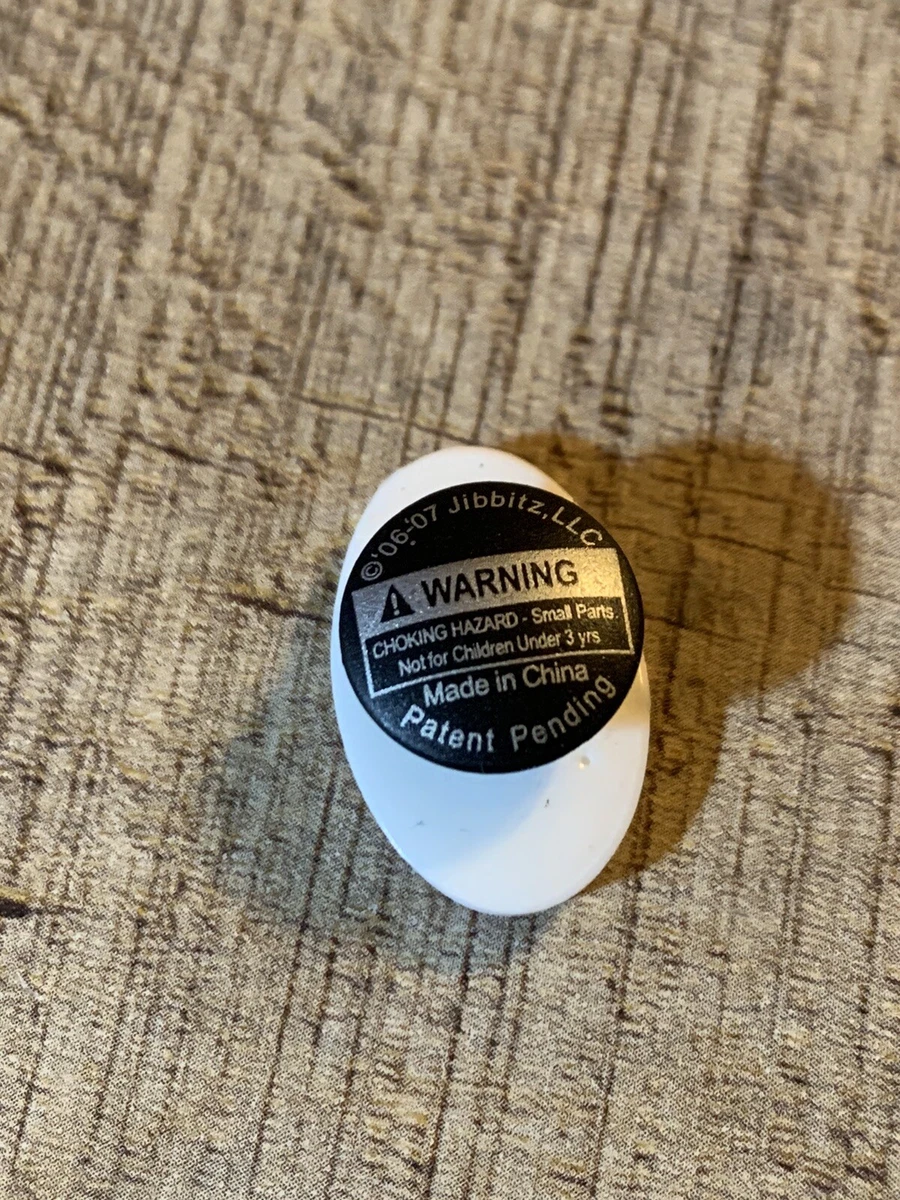 ©'06-'07 Jibbitz, LLC
WARNING
CHOKING HAZARD - Small Parts.
Not for Children Under 3 yrs
Made in China
Patent Pending